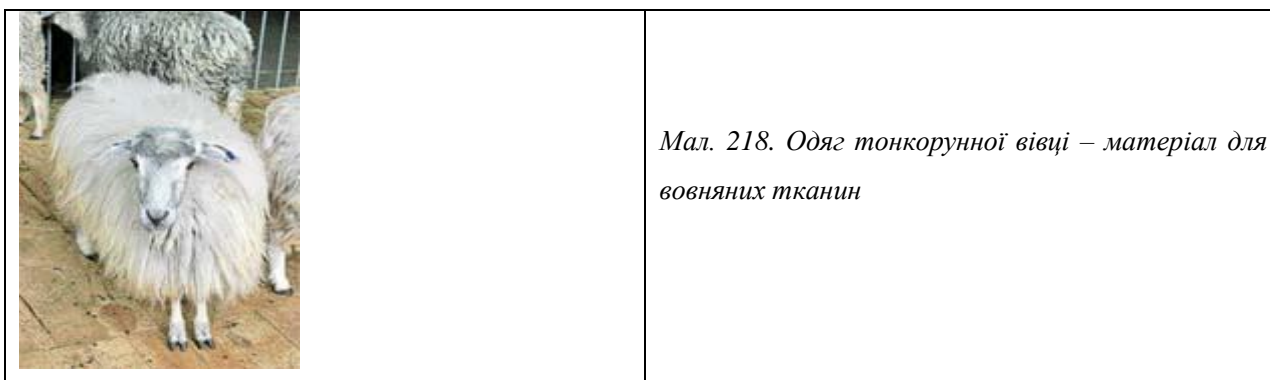 Мал. 218. Одяг тонкорунної вівці – матеріал для
вовняних тканин